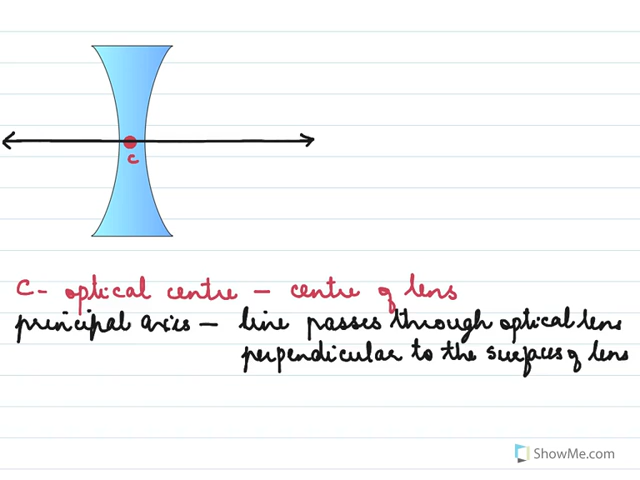 C
C - optical centre - centre of lens
principal axis - line passes through optical lens
perpendicular to the surfaces of lens
ShowMe.com